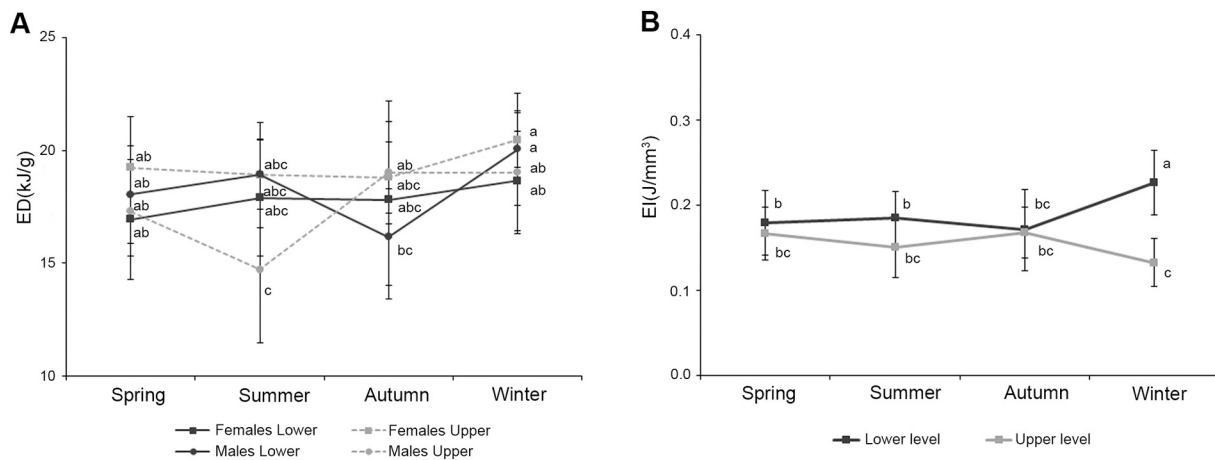 A
25
20
15
10
ED(kJ/g)
ab
ab
ab
ab
abc
abc
abc
c
ab
abc
abc
bc
a
a
ab
ab
Spring Summer Autumn Winter
Females Lower Females Upper
Males Lower Males Upper
B
0.4
0.3
0.2
0.1
0.0
EI(J/mm³)
b
bc
b
bc
bc
bc
a
c
Spring Summer Autumn Winter
Lower level Upper level